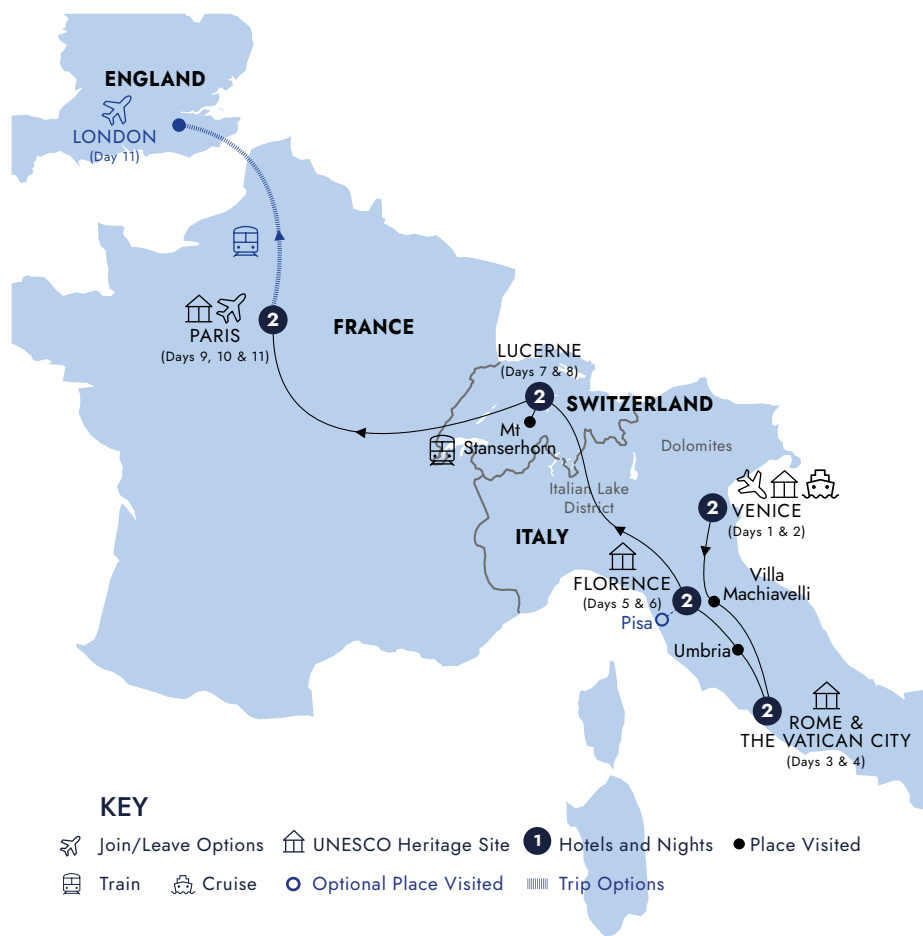 ENGLAND
LONDON
(Day 11)
2
PARIS
(Days 9, 10 & 11)
FRANCE
LUCERNE
(Days 7 & 8)
2
SWITZERLAND
Mt
Stanserhorn
Dolomites
Italian Lake
District
2
VENICE
(Days 1 & 2)
ITALY
FLORENCE
(Days 5 & 6)
2
Pisa
Villa
Machiavelli
Umbria
2
ROME &
THE VATICAN CITY
(Days 3 & 4)
KEY
Join/Leave Options
UNESCO Heritage Site
1
Hotels and Nights
Place Visited
Train
Cruise
Optional Place Visited
Trip Options